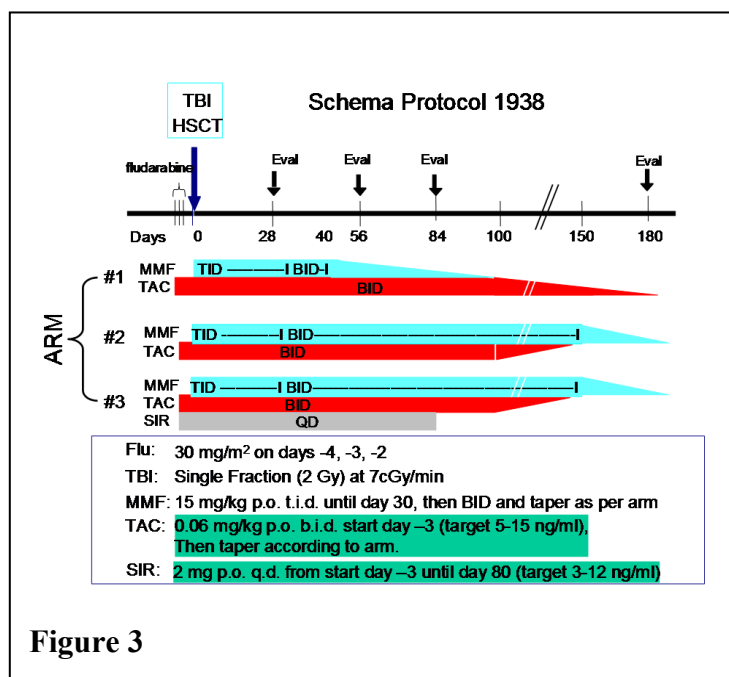 TBI
HSCT
Schema Protocol 1938
fludarabine
Eval Eval Eval Eval
Days 0 28 56 84 100 150 180
40
#1 MMF TID ————I BID-I
TAC BID
ARM
#2 MMF TID ————I BID————————————I
TAC BID
#3 MMF TID ————I BID————————————I
TAC BID
SIR QD
Flu: 30 mg/m² on days -4, -3, -2
TBI: Single Fraction (2 Gy) at 7cGy/min
MMF: 15 mg/kg p.o. t.i.d. until day 30, then BID and taper as per arm
TAC: 0.06 mg/kg p.o. b.i.d. start day –3 (target 5-15 ng/ml),
Then taper according to arm.
SIR: 2 mg p.o. q.d. from start day –3 until day 80 (target 3-12 ng/ml)
Figure 3